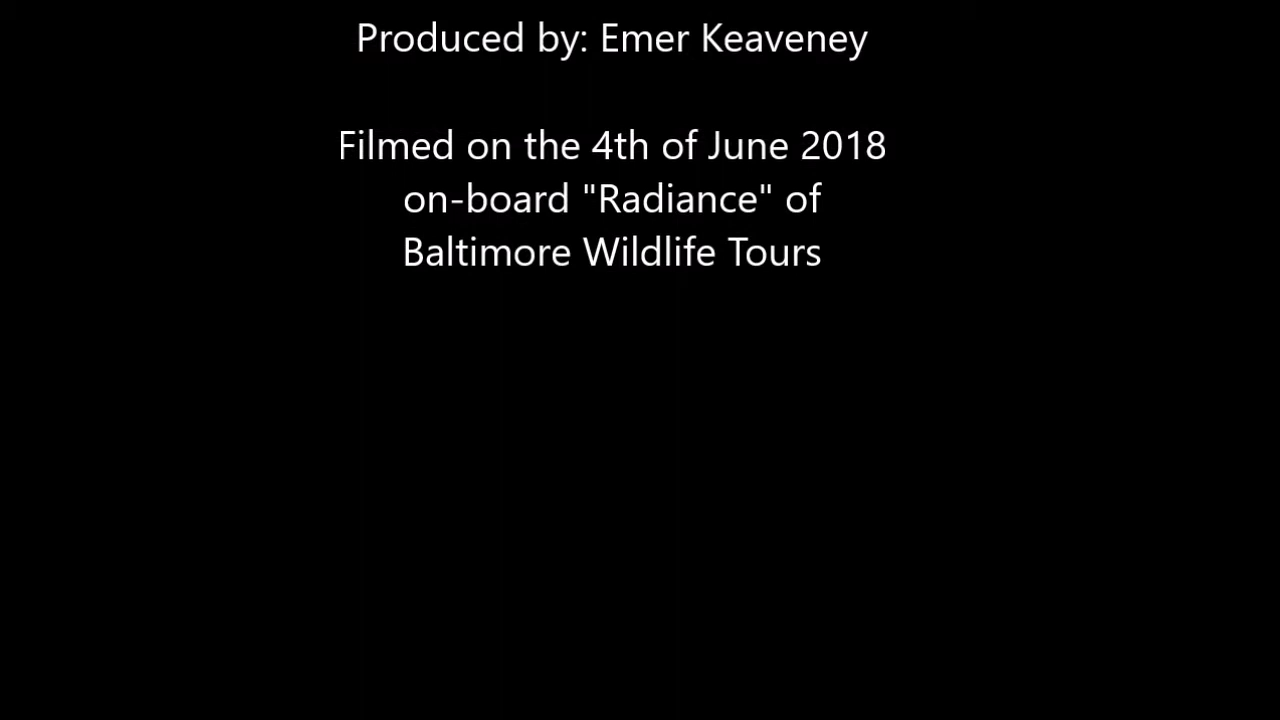 Produced by: Emer Keaveney
Filmed on the 4th of June 2018
on-board "Radiance" of
Baltimore Wildlife Tours